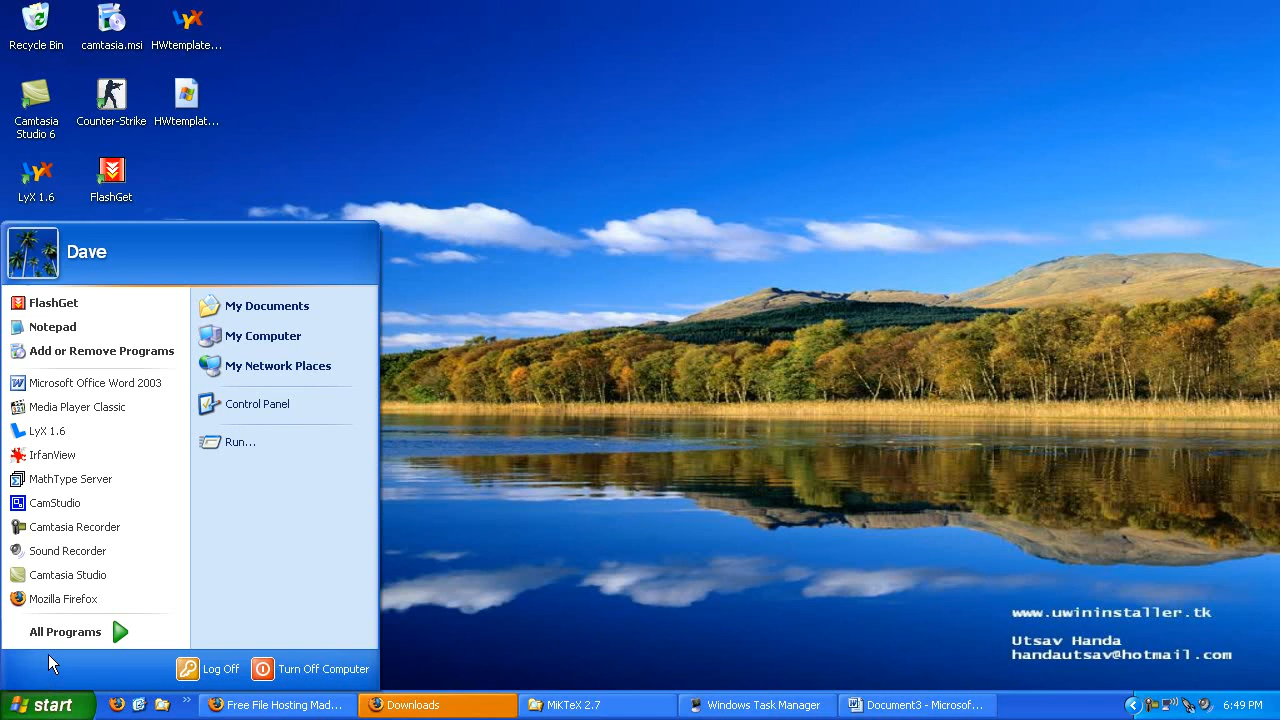 Recycle Bin
camtasia.msi
HWtemplate...
Camtasia
Studio 6
Counter-Strike
HWtemplat...
LyX 1.6
FlashGet
Dave
FlashGet
Notepad
Add or Remove Programs
Microsoft Office Word 2003
Media Player Classic
LyX 1.6
IrfanView
MathType Server
CamStudio
Camtasia Recorder
Sound Recorder
Camtasia Studio
Mozilla Firefox
All Programs
My Documents
My Computer
My Network Places
Control Panel
Run...
Log Off
Turn Off Computer
www.uwininstaller.tk
Utsav Handa
handautsav@hotmail.com
start
Free File Hosting Mad...
Downloads
MiKTeX 2.7
Windows Task Manager
Document3 - Microsof...
6:49 PM